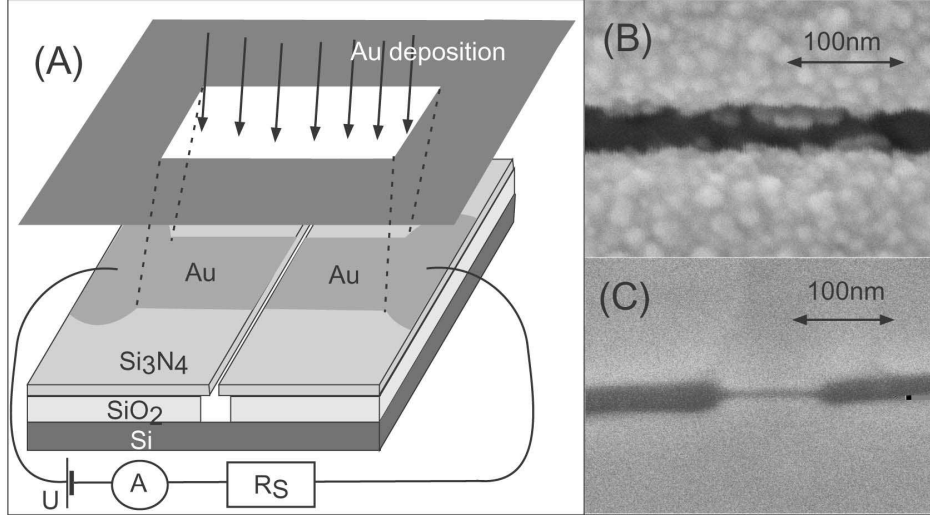 (A)
Au deposition
Au
Au
Si3N4
SiO2
Si
U
A
RS
(B)
100nm
(C)
100nm